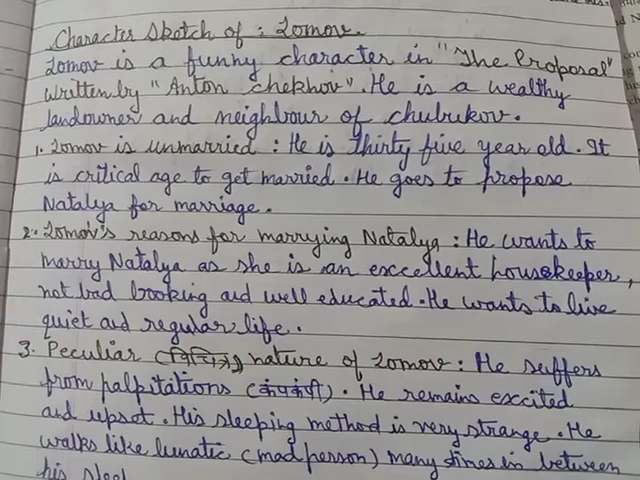 Character Sketch of : Lomov.
Lomov is a funny character in "The Proposal"
written by "Anton Chekhov". He is a wealthy
landowner and neighbour of chubukov.
1. Lomov is unmarried : He is thirty five year old. It
is critical age to get married. He goes to propose
Natalya for marriage.
2. Lomov's reasons for marrying Natalya : He wants to
marry Natalya as she is an exccellent housekeeper,
not bad looking and well educated. He wants to live
quiet and regular life.
3. Peculiar (विचित्र) nature of Lomov : He suffers
from palpitations (कंपकंपी). He remains excited
and upset. His sleeping method is very strange. He
walks like lunatic (mad person) many times in between
his sleep